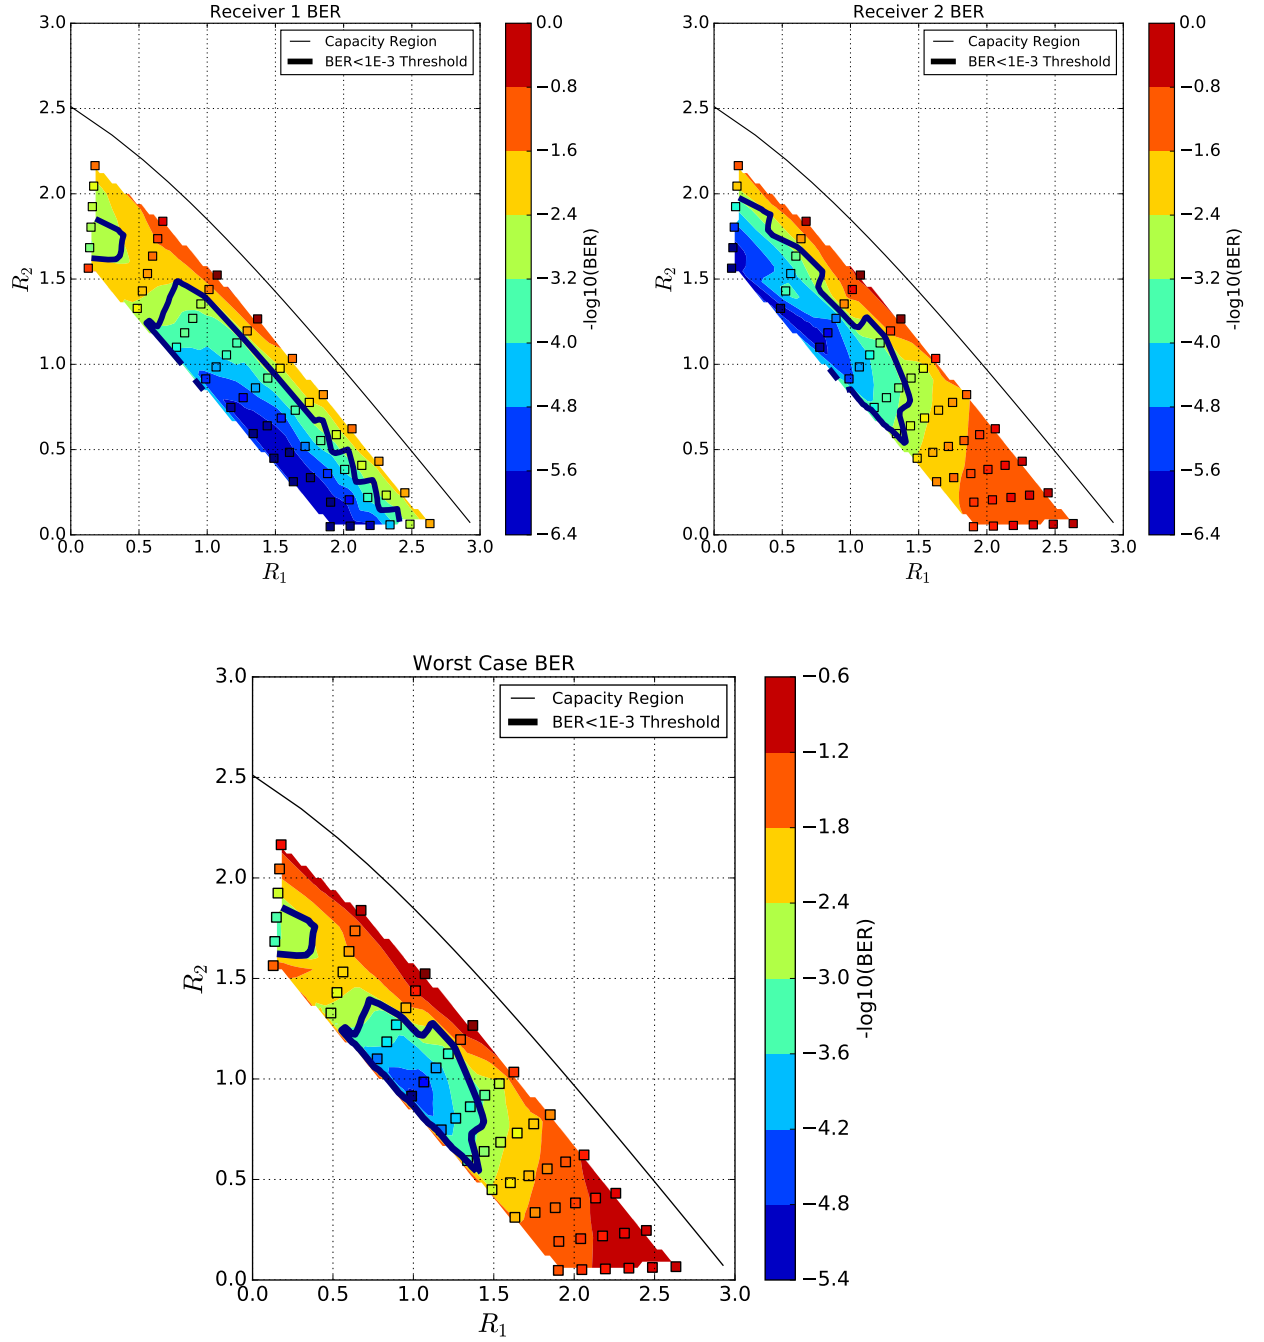 Receiver 1 BER
3.0
2.5
2.0
1.5
1.0
0.5
0.0
R2
0.0 0.5 1.0 1.5 2.0 2.5 3.0
R1
Capacity Region
BER<1E-3 Threshold
0.0
−0.8
−1.6
−2.4
−3.2
−4.0
−4.8
−5.6
−6.4
-log10(BER)
Receiver 2 BER
3.0
2.5
2.0
1.5
1.0
0.5
0.0
R2
0.0 0.5 1.0 1.5 2.0 2.5 3.0
R1
Capacity Region
BER<1E-3 Threshold
0.0
−0.8
−1.6
−2.4
−3.2
−4.0
−4.8
−5.6
−6.4
-log10(BER)
Worst Case BER
3.0
2.5
2.0
1.5
1.0
0.5
0.0
R2
0.0 0.5 1.0 1.5 2.0 2.5 3.0
R1
Capacity Region
BER<1E-3 Threshold
−0.6
−1.2
−1.8
−2.4
−3.0
−3.6
−4.2
−4.8
−5.4
-log10(BER)